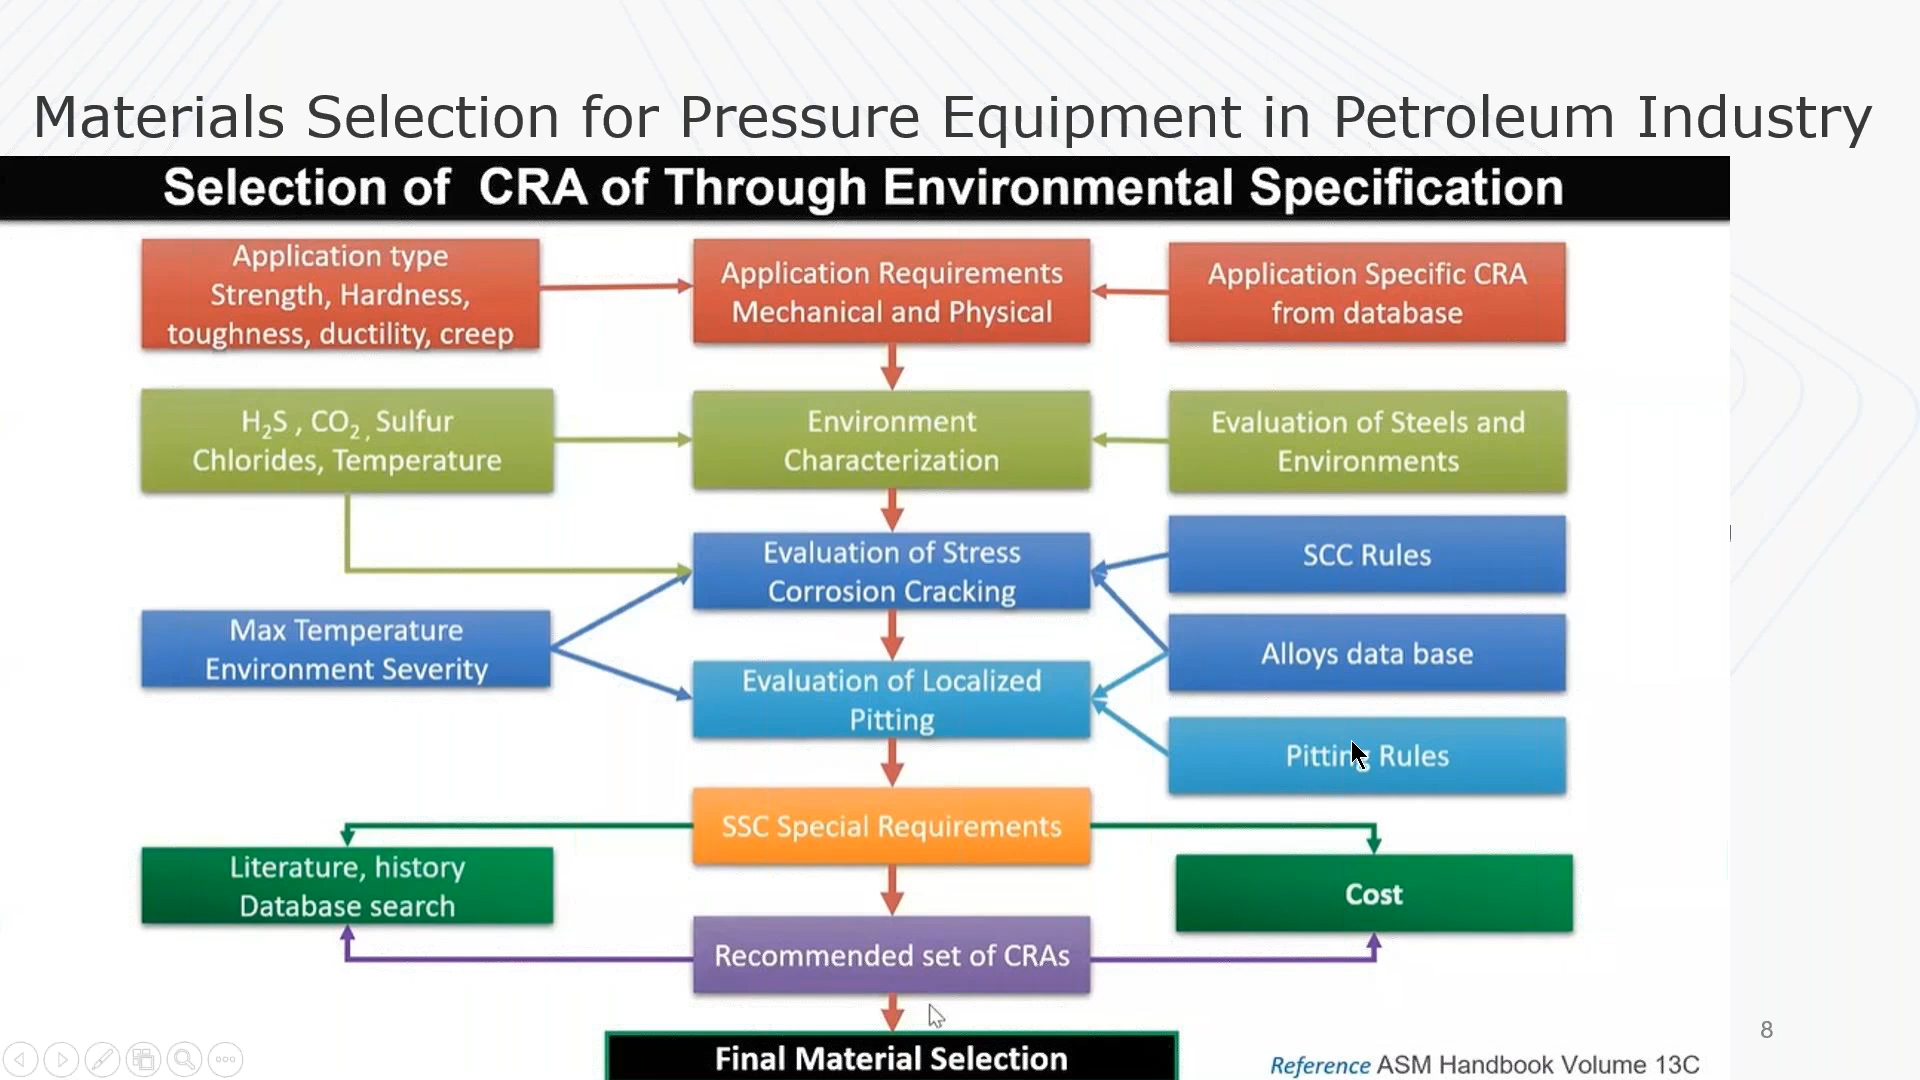 Materials Selection for Pressure Equipment in Petroleum Industry
Selection of CRA of Through Environmental Specification
Application type
Strength, Hardness,
toughness, ductility, creep
Application Requirements
Mechanical and Physical
Application Specific CRA
from database
H₂S , CO₂ , Sulfur
Chlorides, Temperature
Environment
Characterization
Evaluation of Steels and
Environments
Evaluation of Stress
Corrosion Cracking
SCC Rules
Max Temperature
Environment Severity
Alloys data base
Evaluation of Localized
Pitting
Pitting Rules
SSC Special Requirements
Literature, history
Database search
Cost
Recommended set of CRAs
Final Material Selection
8
Reference ASM Handbook Volume 13C